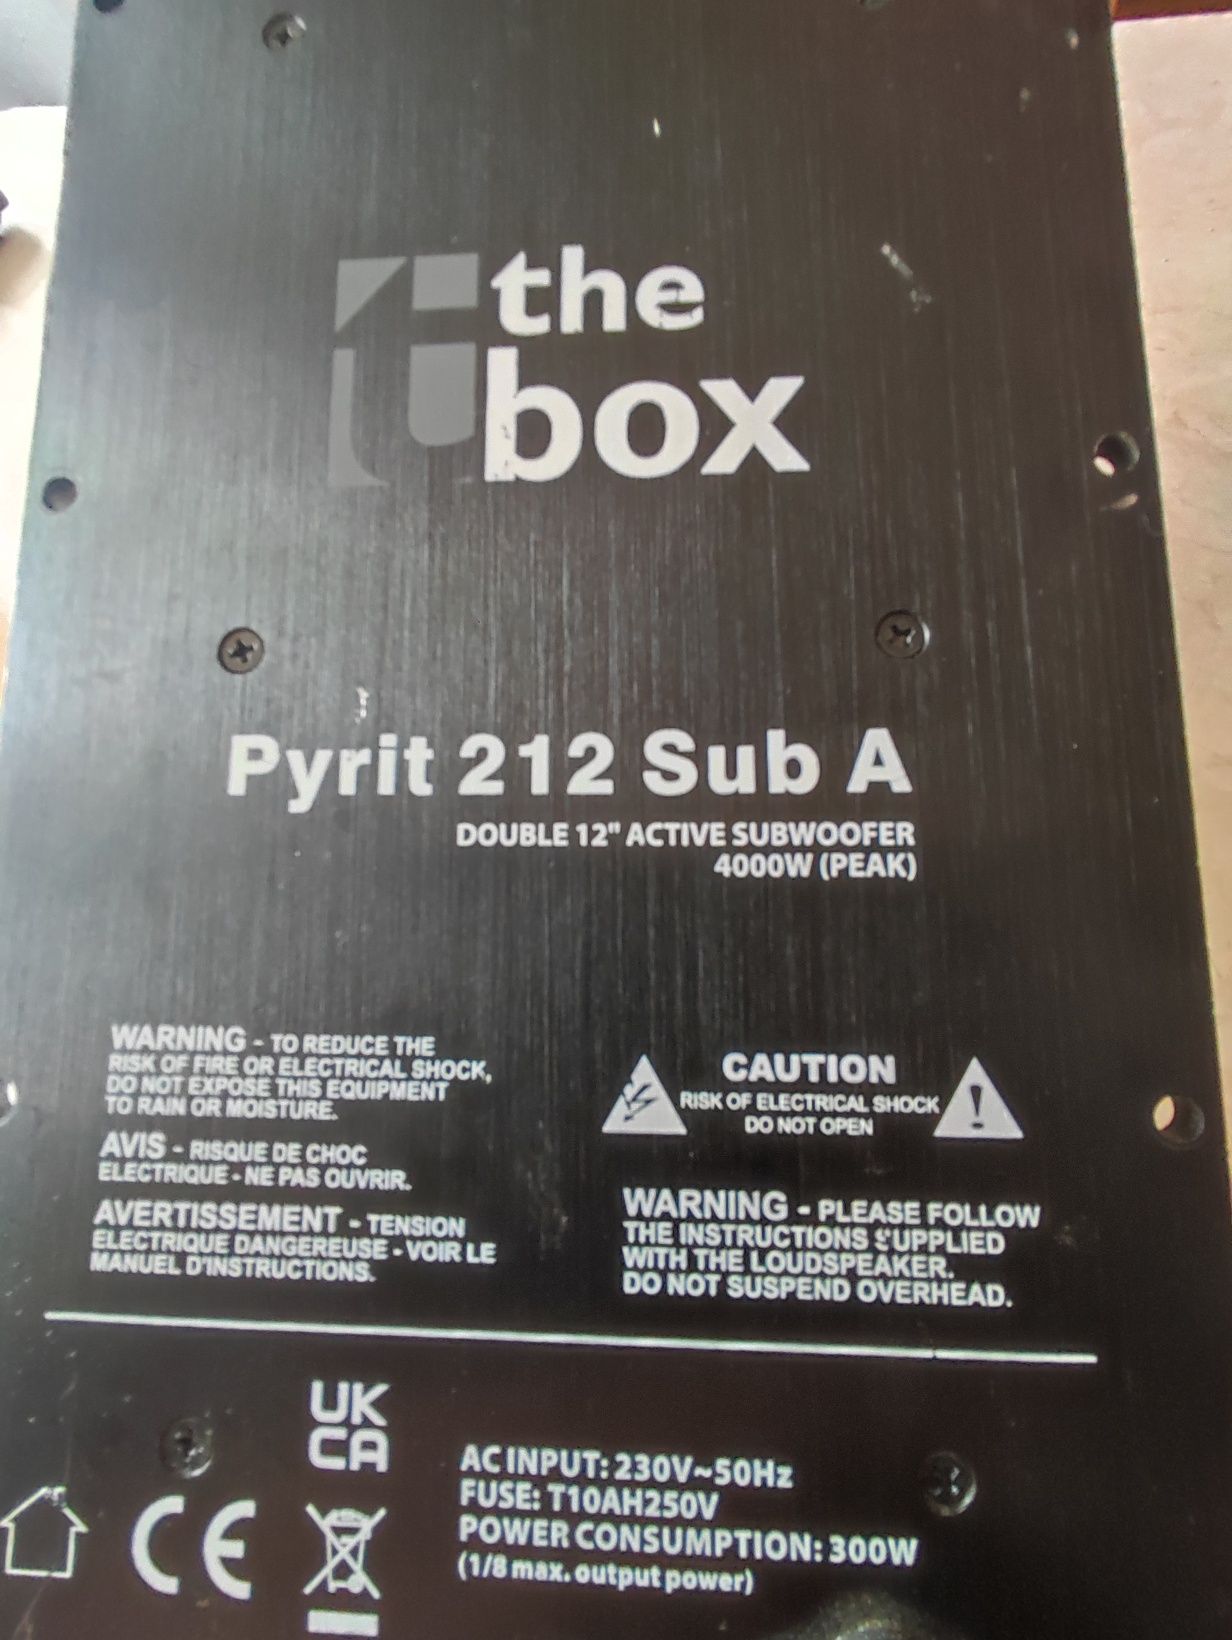 the
box
Pyrit 212 Sub A
DOUBLE 12" ACTIVE SUBWOOFER
4000W (PEAK)
WARNING - TO REDUCE THE
RISK OF FIRE OR ELECTRICAL SHOCK,
DO NOT EXPOSE THIS EQUIPMENT
TO RAIN OR MOISTURE.
AVIS - RISQUE DE CHOC
ELECTRIQUE - NE PAS OUVRIR.
AVERTISSEMENT - TENSION
ELECTRIQUE DANGEREUSE - VOIR LE
MANUEL D'INSTRUCTIONS.
CAUTION
RISK OF ELECTRICAL SHOCK
DO NOT OPEN
WARNING - PLEASE FOLLOW
THE INSTRUCTIONS SUPPLIED
WITH THE LOUDSPEAKER.
DO NOT SUSPEND OVERHEAD.
UK
CA
CE
AC INPUT: 230V~50Hz
FUSE: T10AH250V
POWER CONSUMPTION: 300W
(1/8 max. output power)